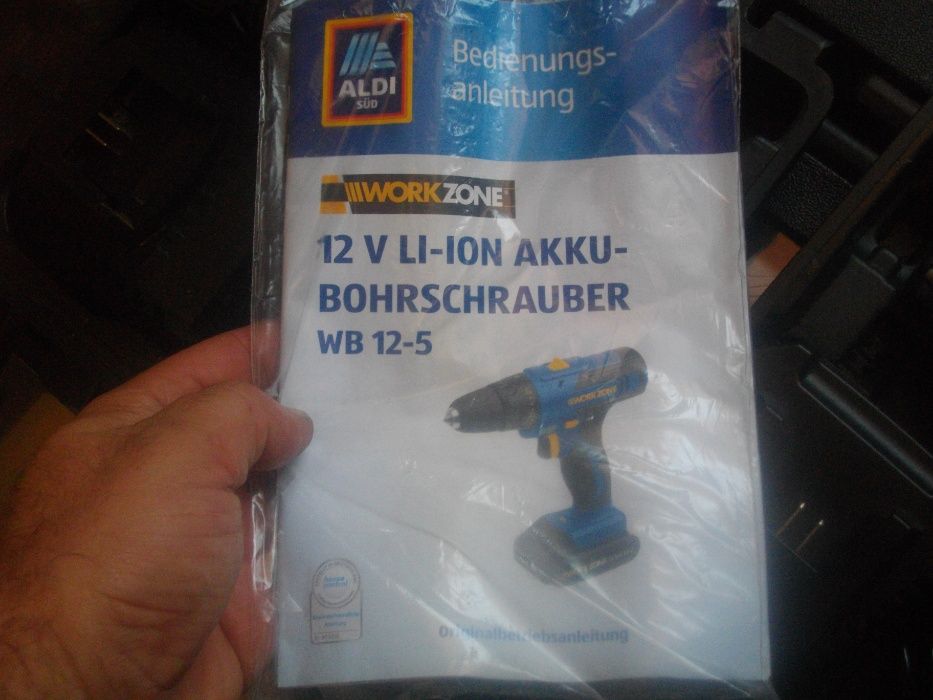 ALDI
SÜD
Bedienungs-
anleitung
WORKZONE
12 V LI-ION AKKU-
BOHRSCHRAUBER
WB 12-5
WORKZONE
Originalbetriebsanleitung